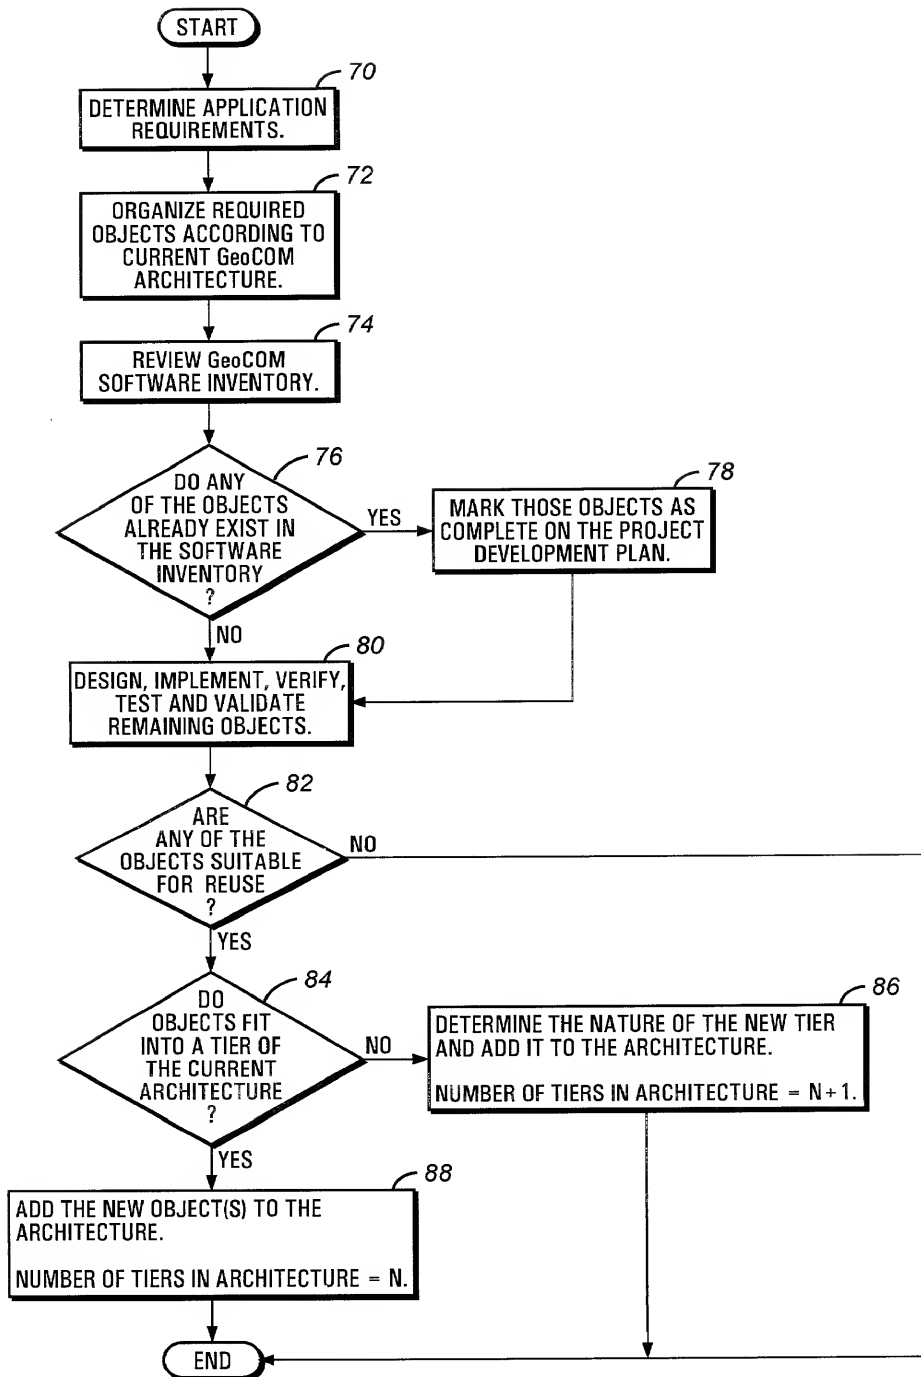 START
70
DETERMINE APPLICATION
REQUIREMENTS.
72
ORGANIZE REQUIRED
OBJECTS ACCORDING TO
CURRENT GeoCOM
ARCHITECTURE.
74
REVIEW GeoCOM
SOFTWARE INVENTORY.
76
DO ANY
OF THE OBJECTS
ALREADY EXIST IN
THE SOFTWARE
INVENTORY
?
YES
78
MARK THOSE OBJECTS AS
COMPLETE ON THE PROJECT
DEVELOPMENT PLAN.
NO
80
DESIGN, IMPLEMENT, VERIFY,
TEST AND VALIDATE
REMAINING OBJECTS.
82
ARE
ANY OF THE
OBJECTS SUITABLE
FOR REUSE
?
NO
YES
84
DO
OBJECTS FIT
INTO A TIER OF
THE CURRENT
ARCHITECTURE
?
NO
86
DETERMINE THE NATURE OF THE NEW TIER
AND ADD IT TO THE ARCHITECTURE.
NUMBER OF TIERS IN ARCHITECTURE = N+1.
YES
88
ADD THE NEW OBJECT(S) TO THE
ARCHITECTURE.
NUMBER OF TIERS IN ARCHITECTURE = N.
END